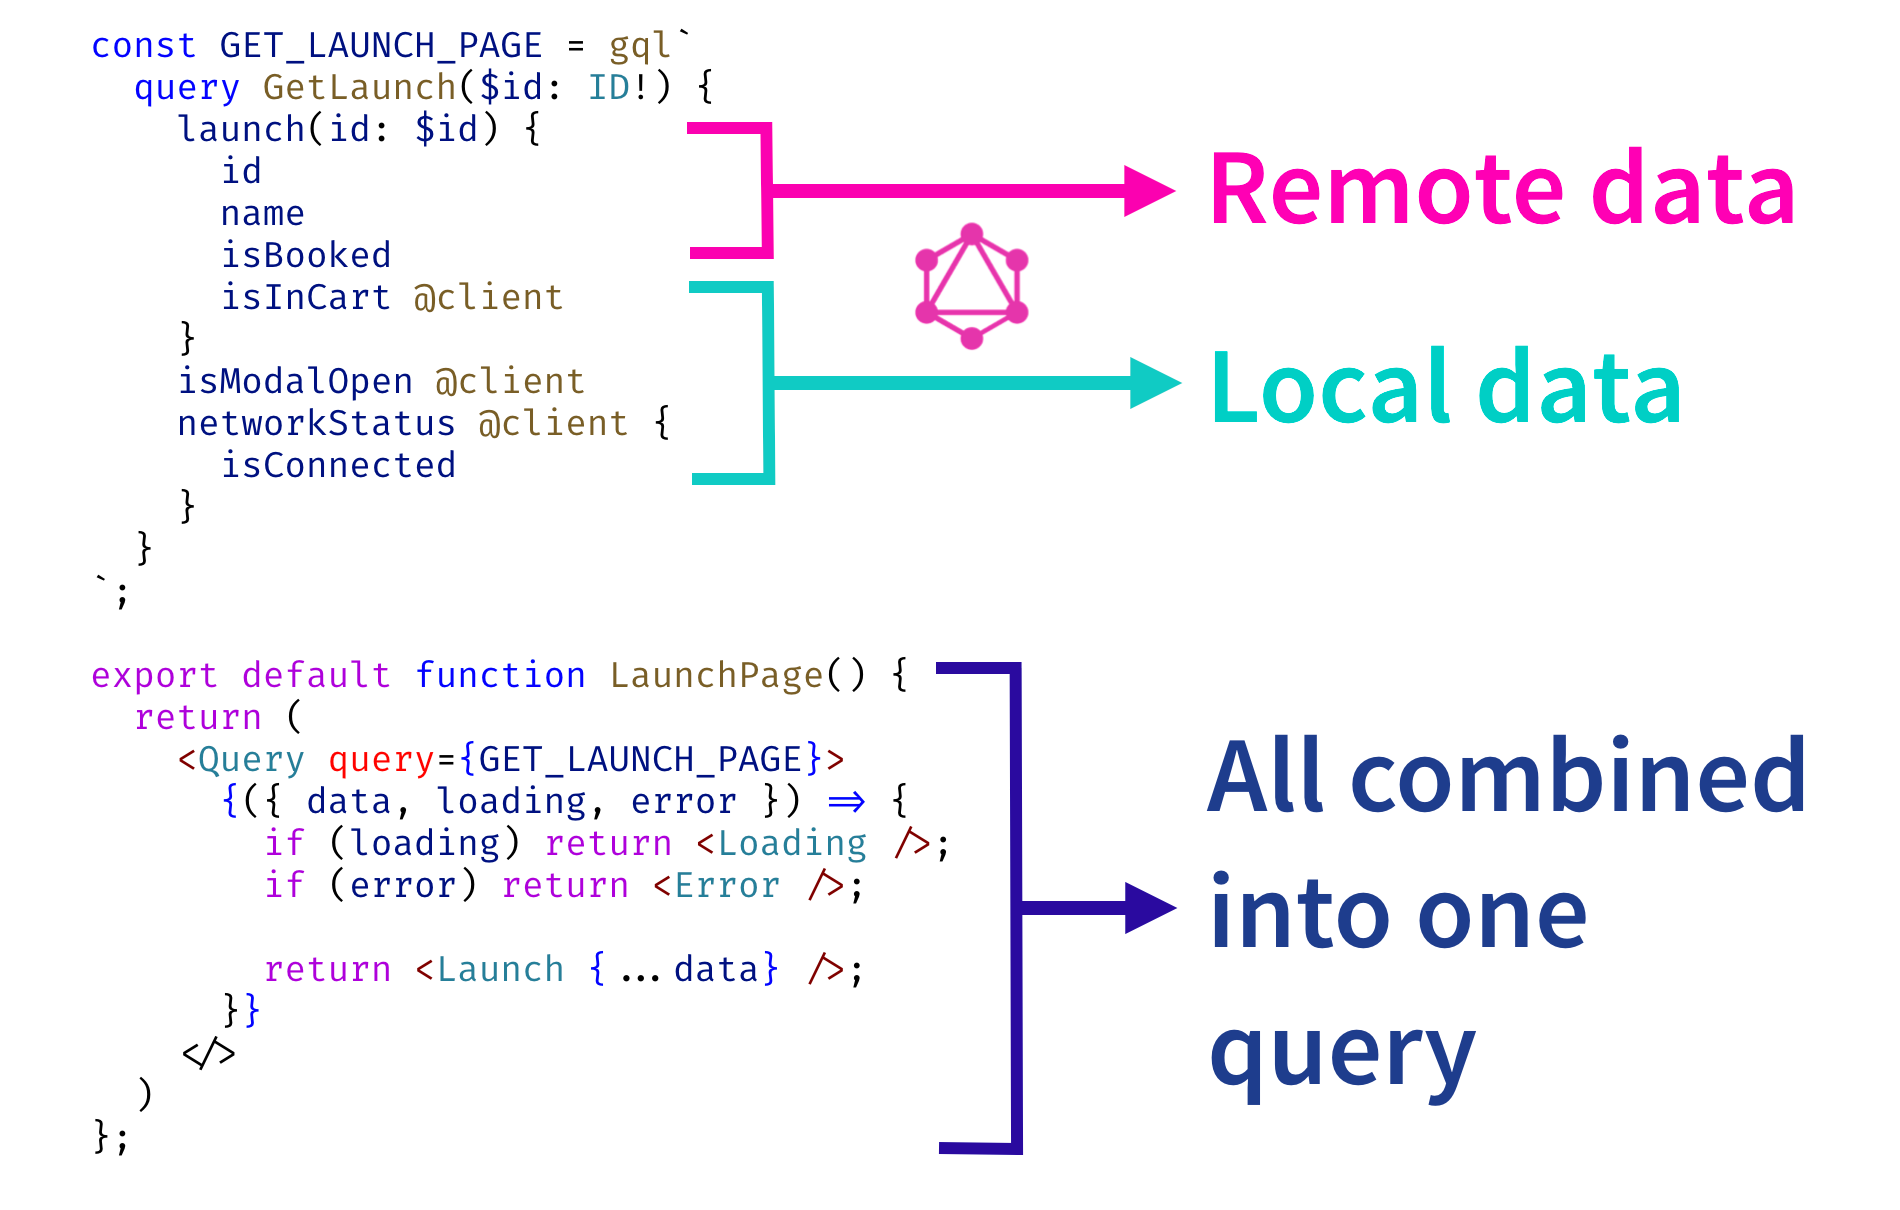 const GET_LAUNCH_PAGE = gql`
  query GetLaunch($id: ID!) {
    launch(id: $id) {
      id
      name
      isBooked
      isInCart @client
    }
    isModalOpen @client
    networkStatus @client {
      isConnected
    }
  }
`;
Remote data
Local data
export default function LaunchPage() {
  return (
    <Query query={GET_LAUNCH_PAGE}>
      {({ data, loading, error }) => {
        if (loading) return <Loading />;
        if (error) return <Error />;
        return <Launch {...data} />;
      }}
    </>
  )
};
All combined
into one
query